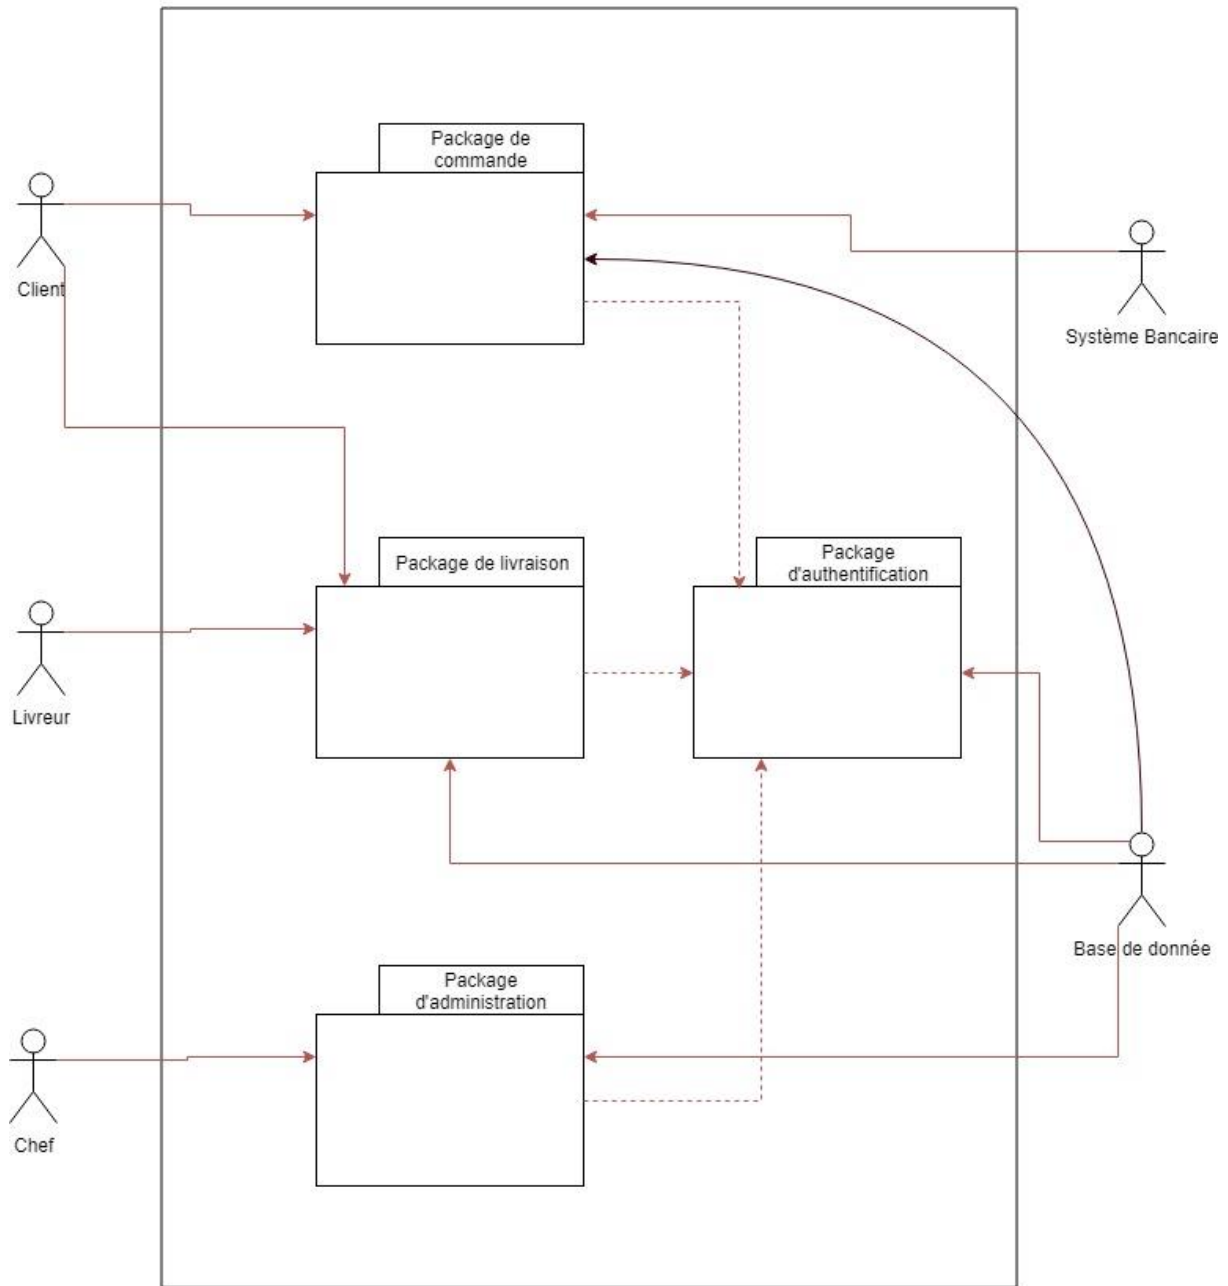 Package de
commande
Client
Système Bancaire
Package de livraison
Package
d'authentification
Livreur
Base de donnée
Package
d'administration
Chef